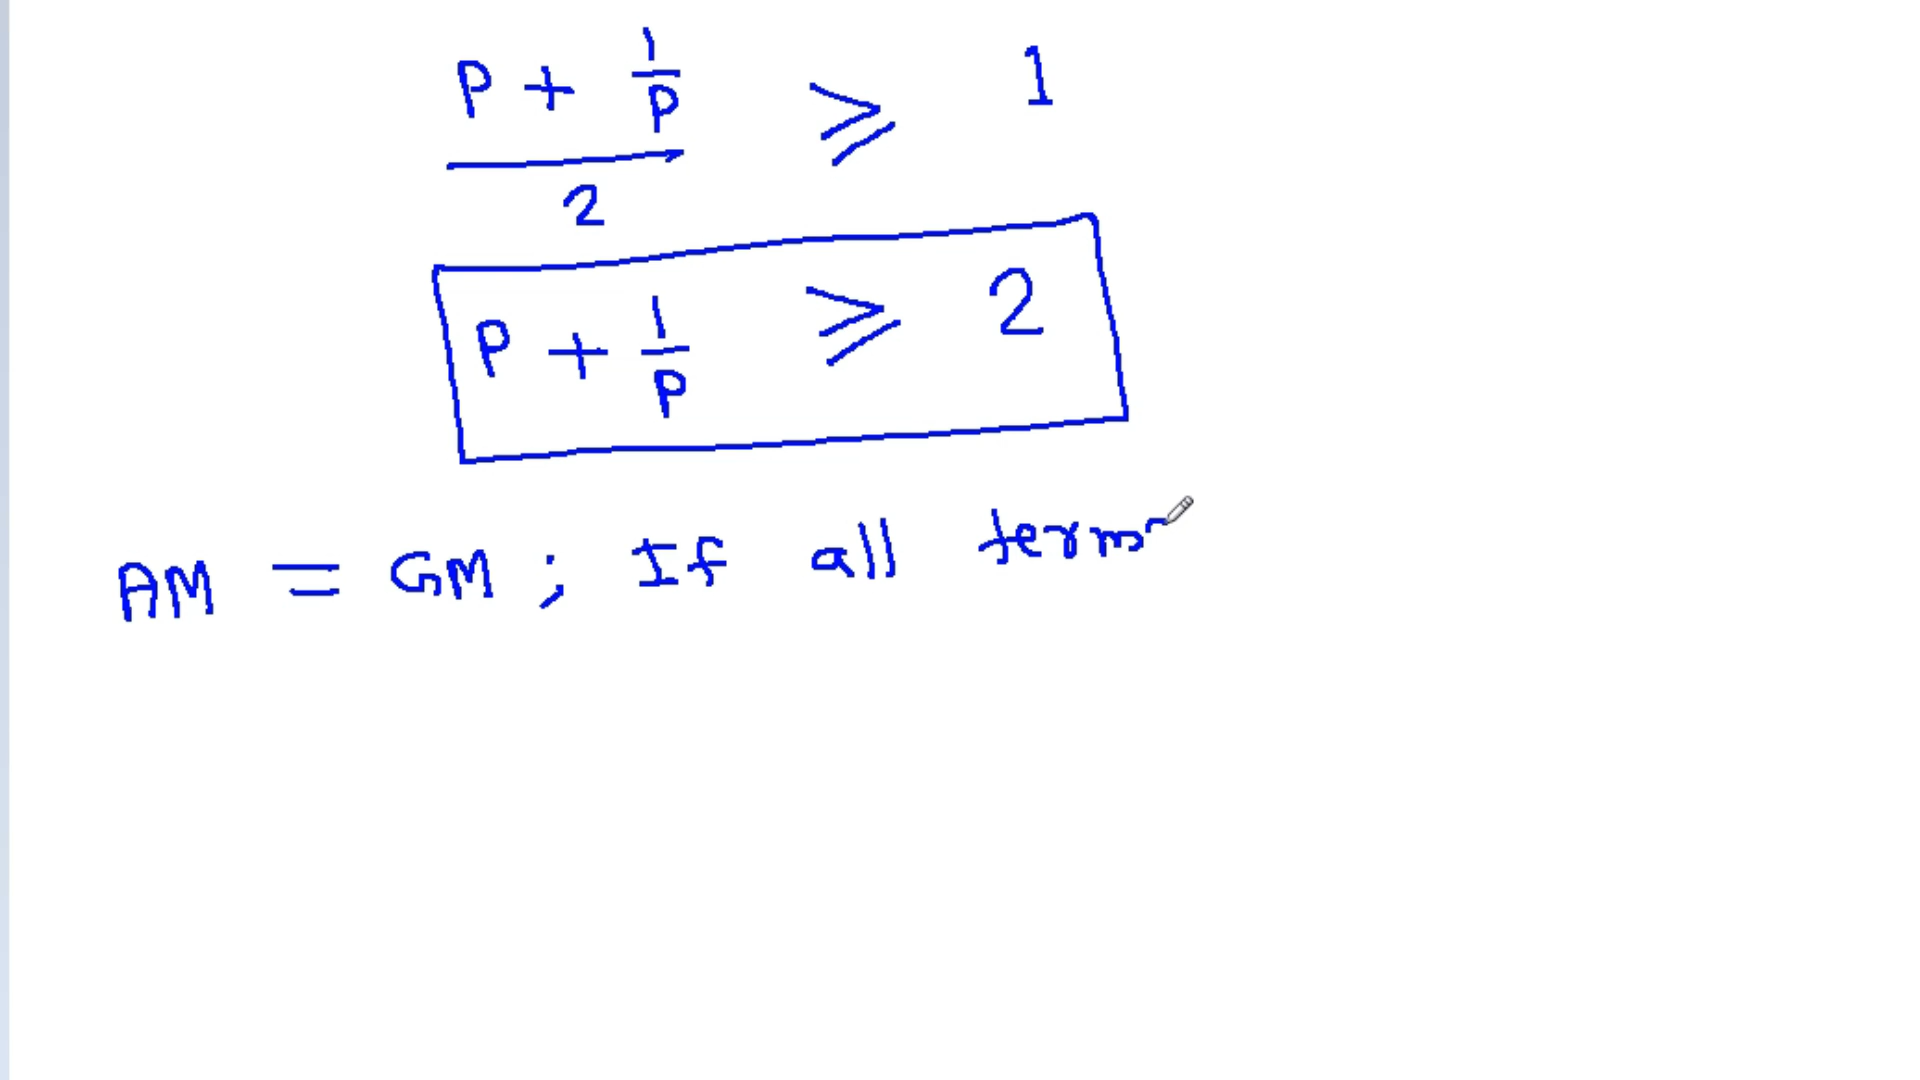 P + 1/P / 2 ⩾ 1
P + 1/P ⩾ 2
AM = GM ; If all terms